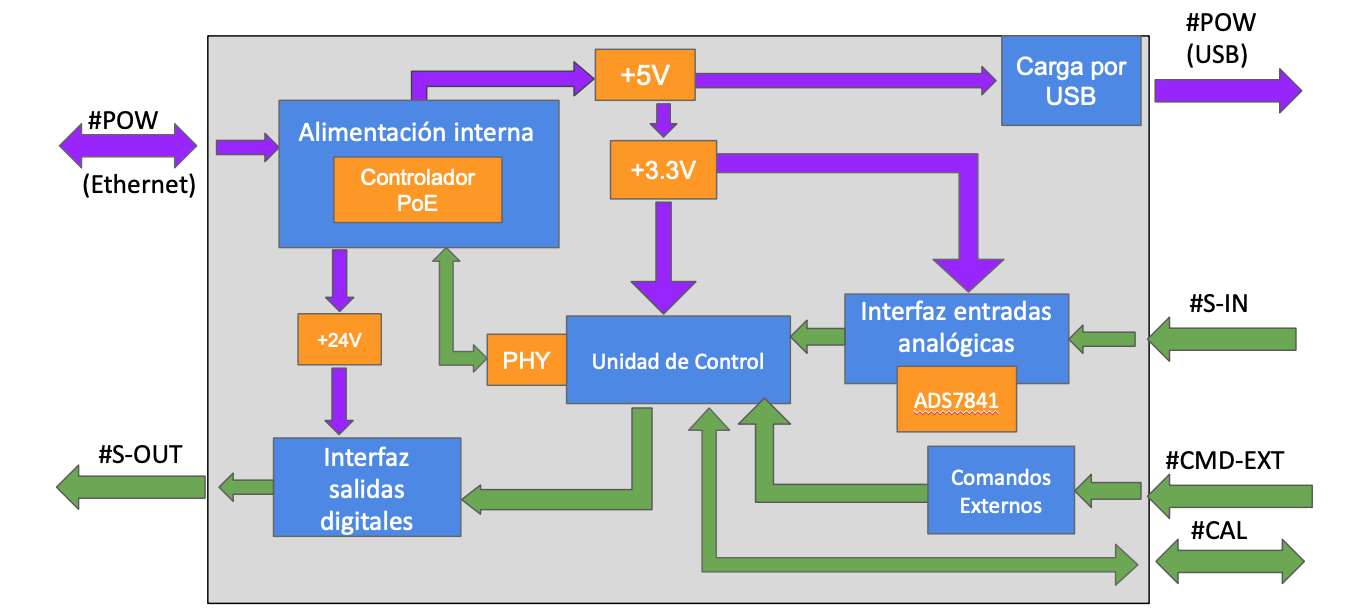 #POW
(USB)
+5V
Carga por
USB
#POW
(Ethernet)
Alimentación interna
Controlador
PoE
+3.3V
#S-IN
+24V
PHY
Unidad de Control
Interfaz entradas
analógicas
ADS7841
#S-OUT
Interfaz
salidas
digitales
Comandos
Externos
#CMD-EXT
#CAL